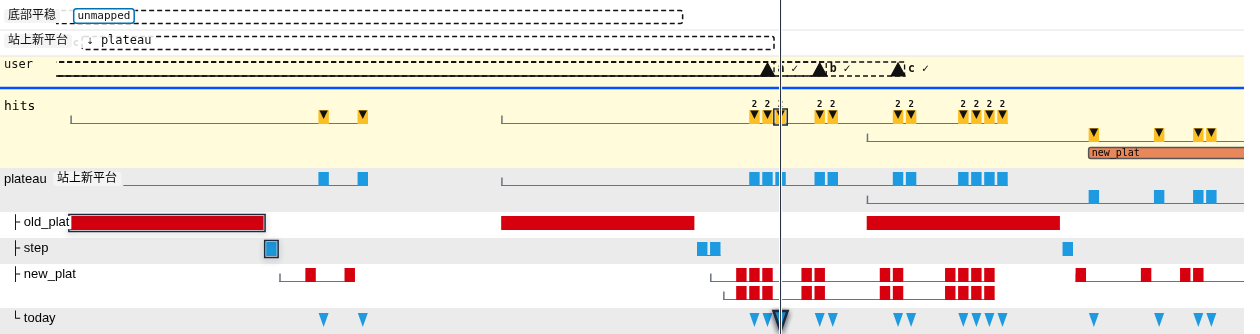 底部平稳 unmapped
站上新平台 ↓ plateau
user ✓ b ✓ c ✓
hits 2 2 2 2 2 2 2 2 2 2
new_plat
plateau 站上新平台
├ old_plat
├ step
├ new_plat
└ today